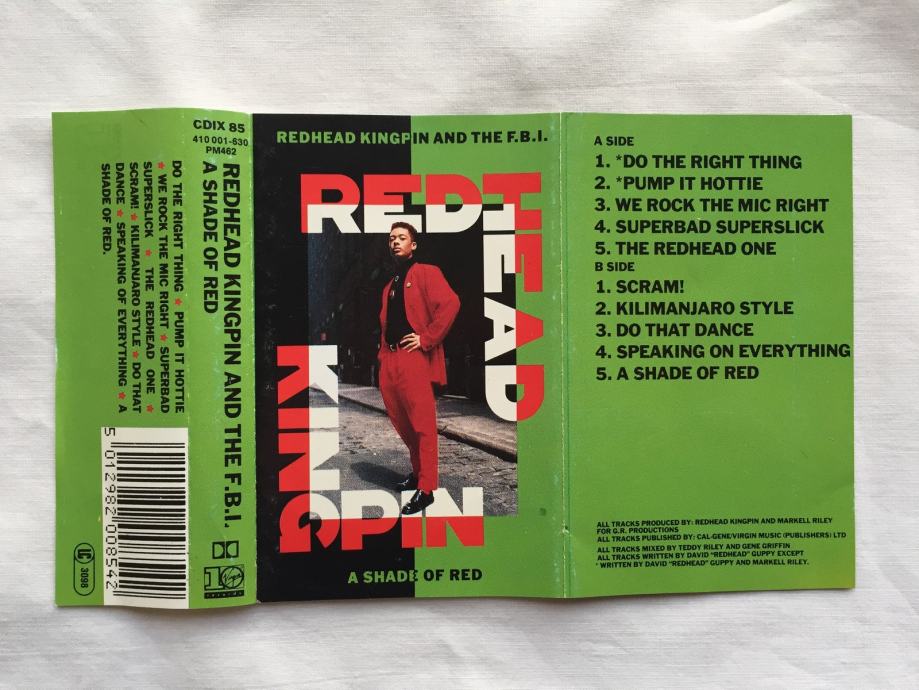 DO THE RIGHT THING ★ PUMP IT HOTTIE
★ WE ROCK THE MIC RIGHT ★ SUPERBAD
SUPERSLICK ★ THE REDHEAD ONE ★
SCRAM! ★ KILIMANJARO STYLE ★ DO THAT
DANCE ★ SPEAKING OF EVERYTHING ★ A
SHADE OF RED.
5 012982 008542
LC 3098
CDIX 85
410 001-630
PM462
REDHEAD KINGPIN AND THE F.B.I.
A SHADE OF RED
10
Virgin
REDHEAD KINGPIN AND THE F.B.I.
REDHEAD
KINGPIN
A SHADE OF RED
A SIDE
1. *DO THE RIGHT THING
2. *PUMP IT HOTTIE
3. WE ROCK THE MIC RIGHT
4. SUPERBAD SUPERSLICK
5. THE REDHEAD ONE
B SIDE
1. SCRAM!
2. KILIMANJARO STYLE
3. DO THAT DANCE
4. SPEAKING ON EVERYTHING
5. A SHADE OF RED
ALL TRACKS PRODUCED BY: REDHEAD KINGPIN AND MARKELL RILEY
FOR G.R. PRODUCTIONS
ALL TRACKS PUBLISHED BY: CAL-GENE/VIRGIN MUSIC (PUBLISHERS) LTD
ALL TRACKS MIXED BY TEDDY RILEY AND GENE GRIFFIN
ALL TRACKS WRITTEN BY DAVID "REDHEAD" GUPPY EXCEPT
* WRITTEN BY DAVID "REDHEAD" GUPPY AND MARKELL RILEY.